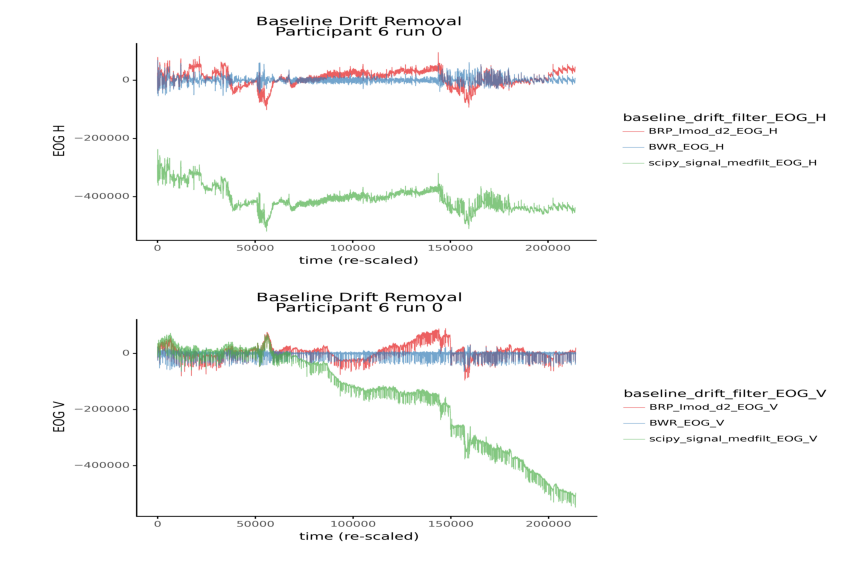 Baseline Drift Removal
Participant 6 run 0
EOG H
0
−200000
−400000
0 50000 100000 150000 200000
time (re-scaled)
baseline_drift_filter_EOG_H
BRP_lmod_d2_EOG_H
BWR_EOG_H
scipy_signal_medfilt_EOG_H
Baseline Drift Removal
Participant 6 run 0
EOG V
0
−200000
−400000
0 50000 100000 150000 200000
time (re-scaled)
baseline_drift_filter_EOG_V
BRP_lmod_d2_EOG_V
BWR_EOG_V
scipy_signal_medfilt_EOG_V